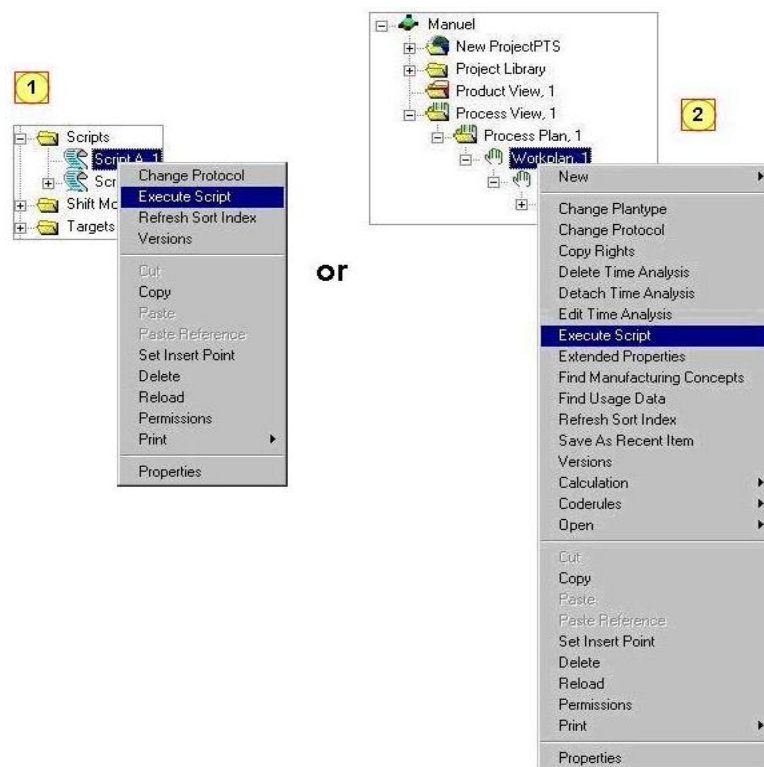 1
Scripts
Script A, 1
Scr
Shift Mo
Targets
Change Protocol
Execute Script
Refresh Sort Index
Versions
Cut
Copy
Paste
Paste Reference
Set Insert Point
Delete
Reload
Permissions
Print
Properties
or
Manuel
New ProjectPTS
Project Library
Product View, 1
Process View, 1
Process Plan, 1
Workplan, 1
2
New
Change Plantype
Change Protocol
Copy Rights
Delete Time Analysis
Detach Time Analysis
Edit Time Analysis
Execute Script
Extended Properties
Find Manufacturing Concepts
Find Usage Data
Refresh Sort Index
Save As Recent Item
Versions
Calculation
Coderules
Open
Cut
Copy
Paste
Paste Reference
Set Insert Point
Delete
Reload
Permissions
Print
Properties